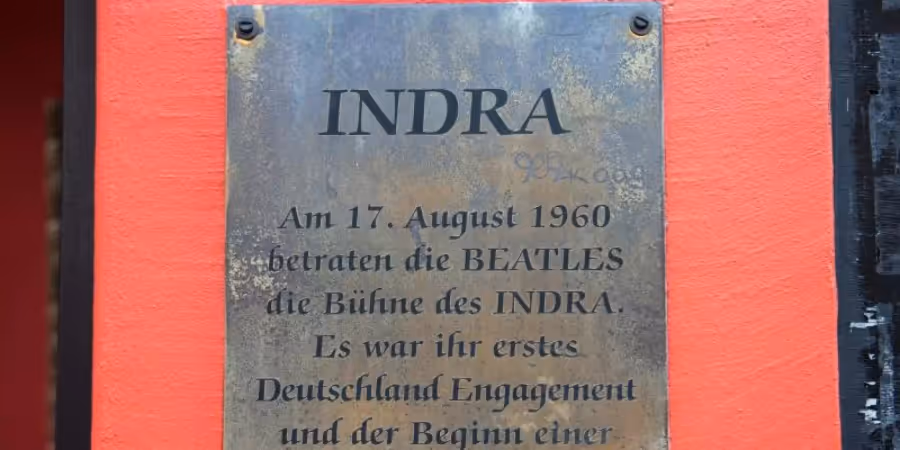 INDRA
Am 17. August 1960
betraten die BEATLES
die Bühne des INDRA.
Es war ihr erstes
Deutschland Engagement
und der Beginn einer